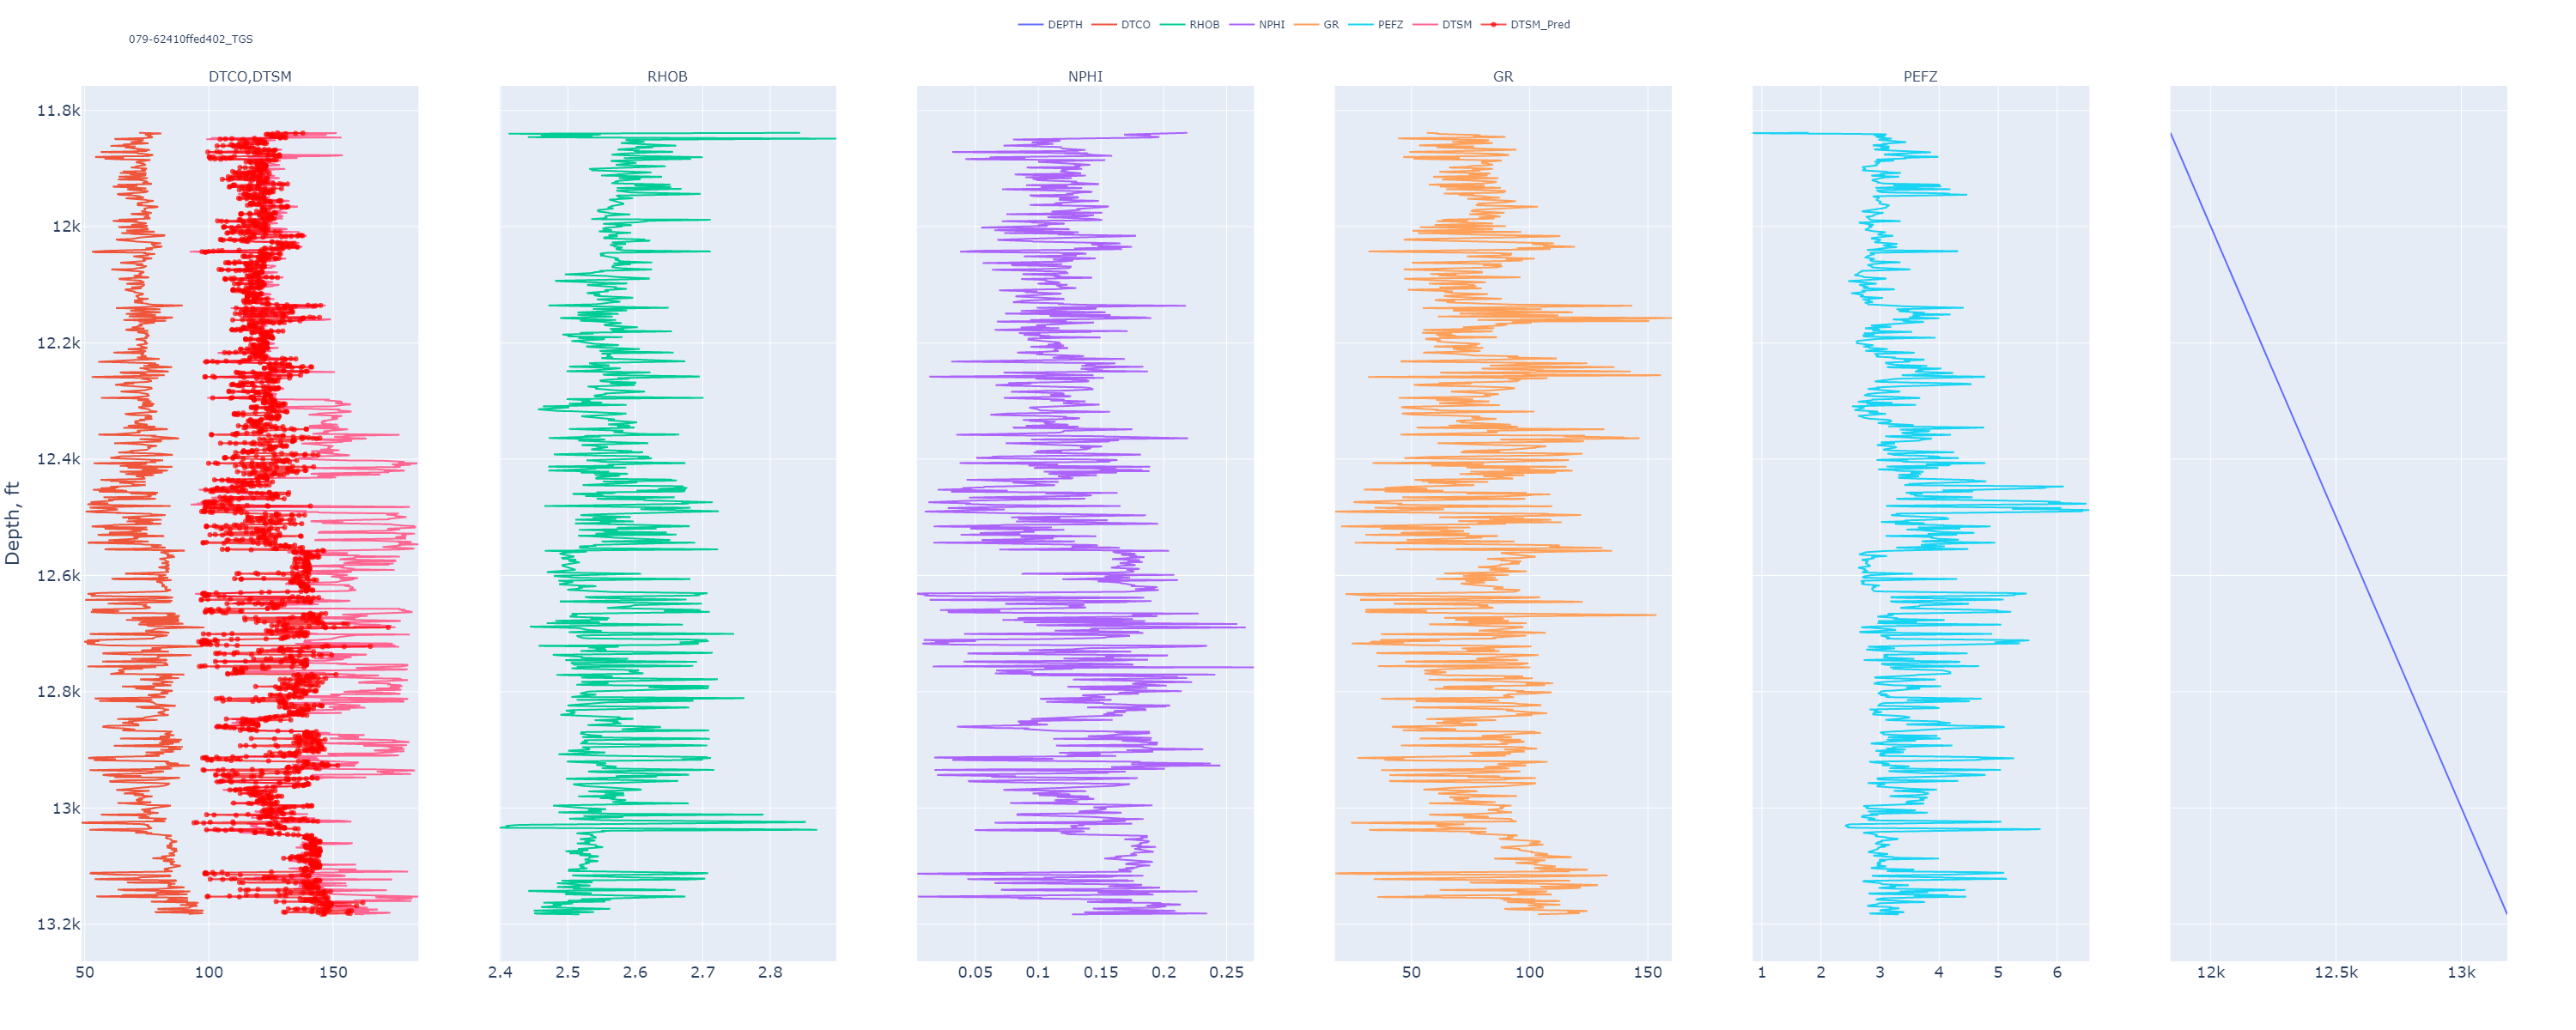 DEPTH DTCO RHOB NPHI GR PEFZ DTSM DTSM_Pred
079-62410ffed402_TGS
DTCO,DTSM RHOB NPHI GR PEFZ
Depth, ft
11.8k
12k
12.2k
12.4k
12.6k
12.8k
13k
13.2k
50 100 150 2.4 2.5 2.6 2.7 2.8 0.05 0.1 0.15 0.2 0.25 50 100 150 1 2 3 4 5 6 12k 12.5k 13k